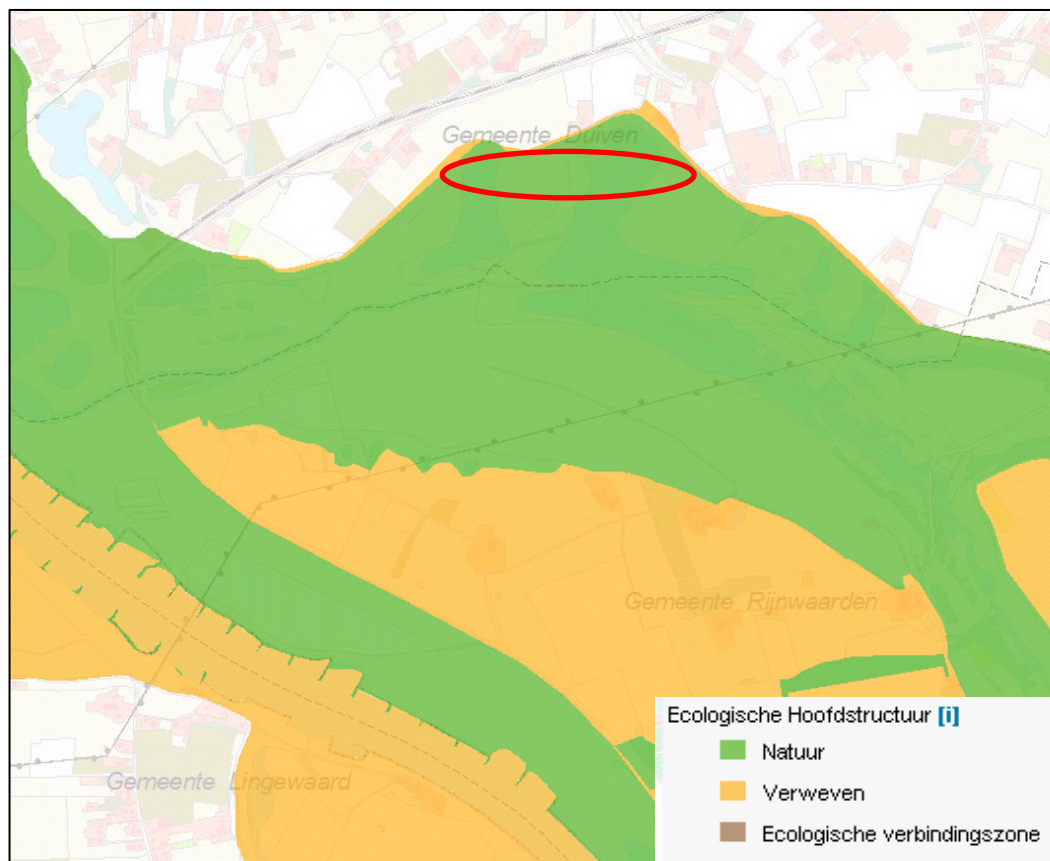 Gemeente Duiven
Gemeente Rijnwaarden
Gemeente Lingewaard
Ecologische Hoofdstructuur [i]
Natuur
Verweven
Ecologische verbindingszone